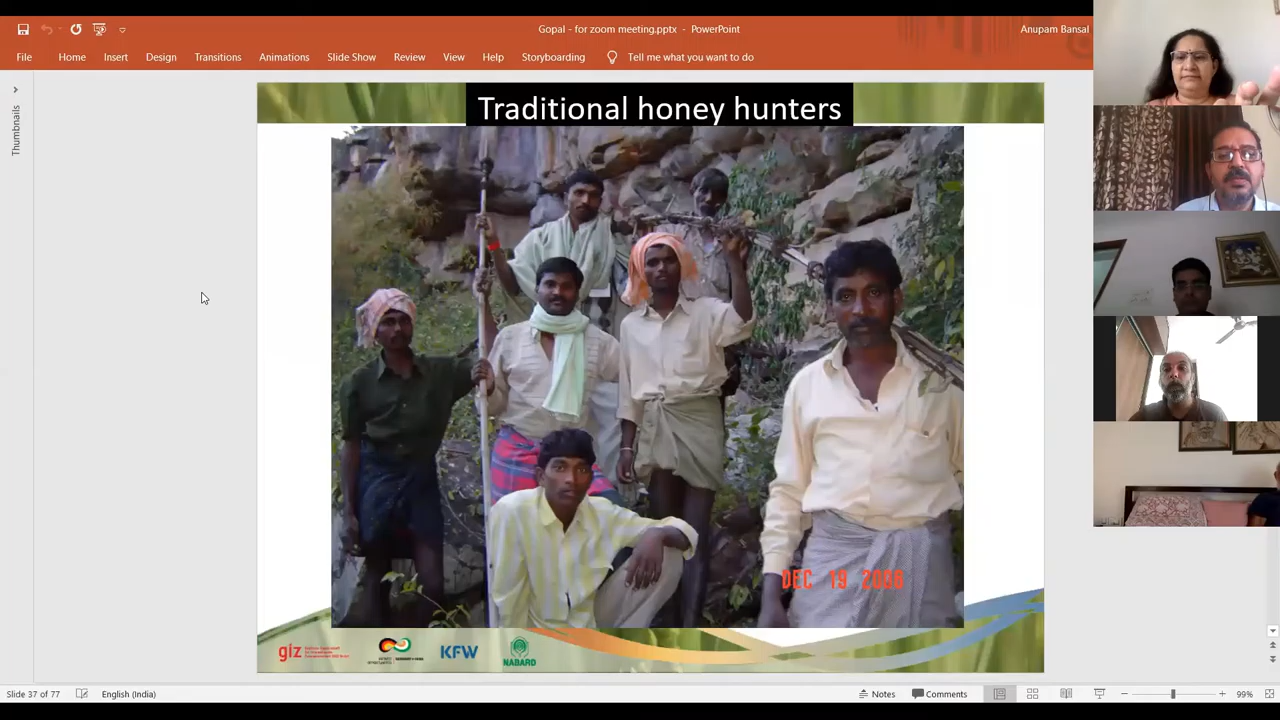 Gopal - for zoom meeting.pptx - PowerPoint
Anupam Bansal
File Home Insert Design Transitions Animations Slide Show Review View Help Storyboarding Tell me what you want to do
Thumbnails
Traditional honey hunters
DEC 19 2006
giz
KFW
NABARD
Slide 37 of 77 English (India) Notes Comments 99%